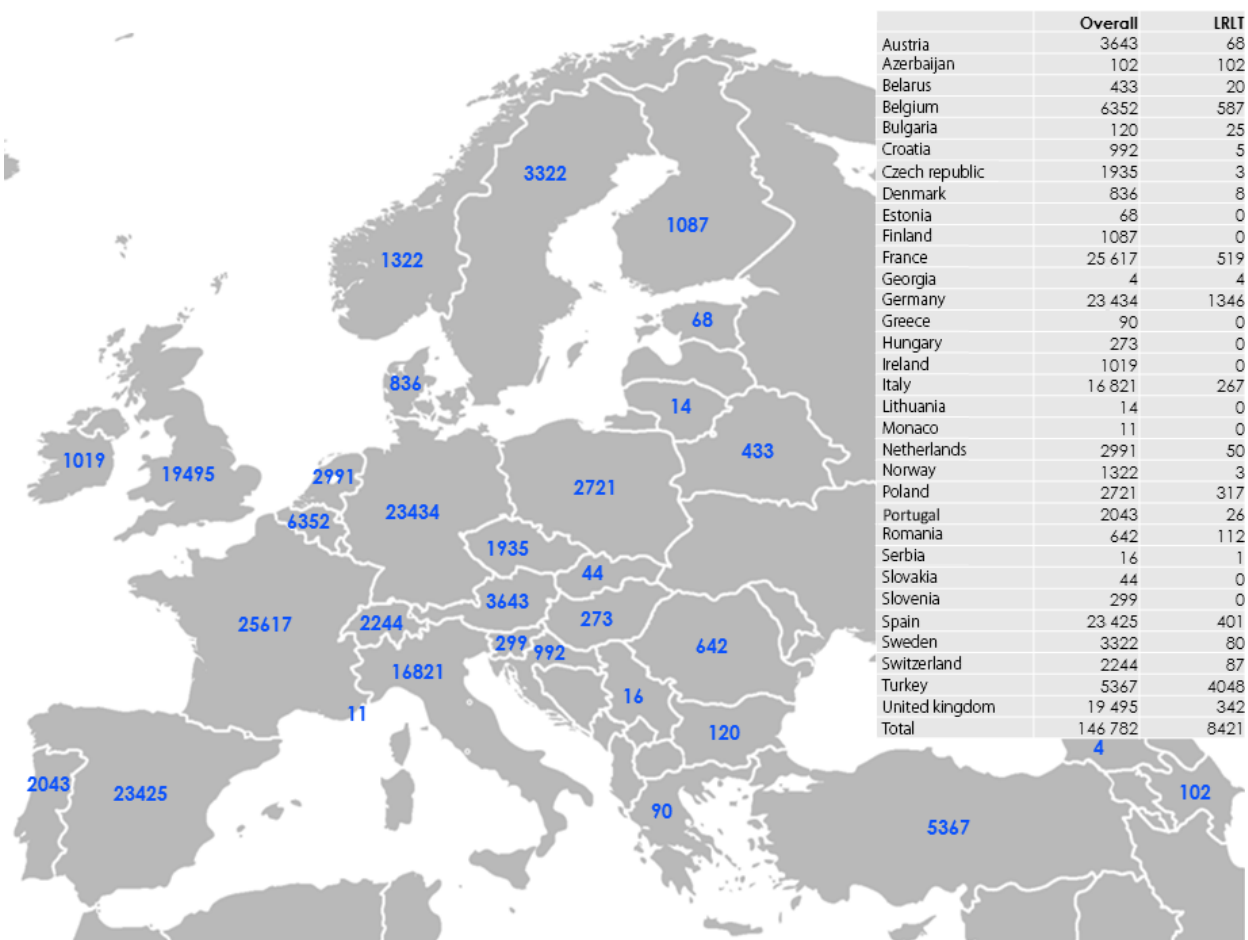 Overall LRLT
Austria 3643 68
Azerbaijan 102 102
Belarus 433 20
Belgium 6352 587
Bulgaria 120 25
Croatia 992 5
Czech republic 1935 3
Denmark 836 8
Estonia 68 0
Finland 1087 0
France 25 617 519
Georgia 4 4
Germany 23 434 1346
Greece 90 0
Hungary 273 0
Ireland 1019 0
Italy 16 821 267
Lithuania 14 0
Monaco 11 0
Netherlands 2991 50
Norway 1322 3
Poland 2721 317
Portugal 2043 26
Romania 642 112
Serbia 16 1
Slovakia 44 0
Slovenia 299 0
Spain 23 425 401
Sweden 3322 80
Switzerland 2244 87
Turkey 5367 4048
United kingdom 19 495 342
Total 146 782 8421
3322
1087
1322
68
836
14
433
1019
19495
2991
2721
6352
23434
1935
44
3643
273
25617
2244
299
992
642
16821
16
11
120
4
2043
23425
102
90
5367